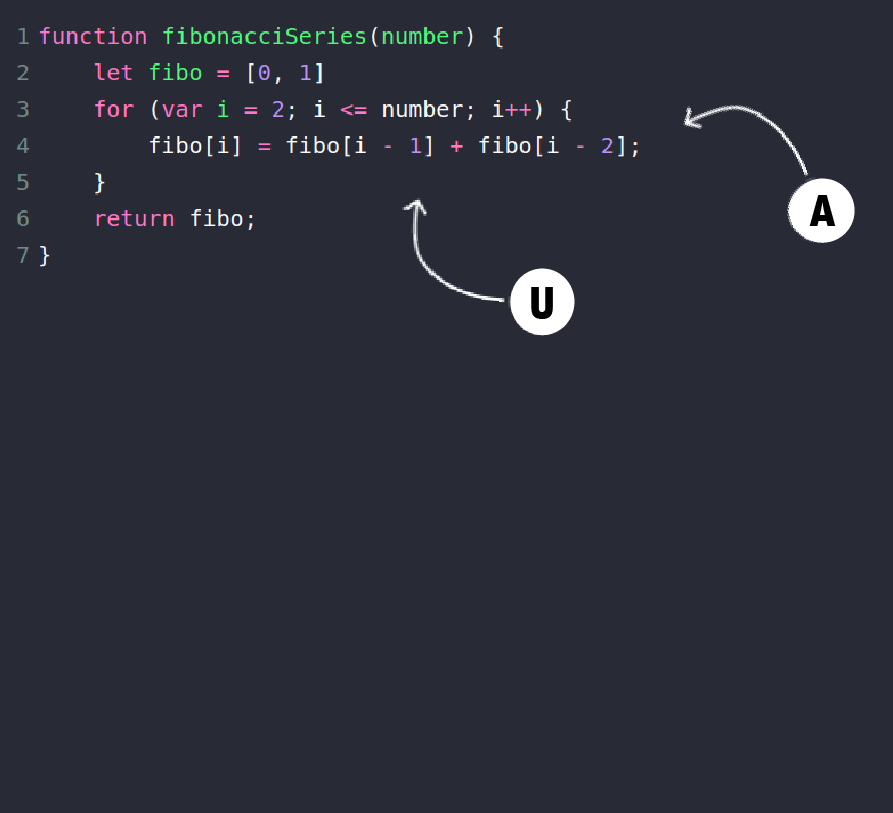 1 function fibonacciSeries(number) {
2     let fibo = [0, 1]
3     for (var i = 2; i <= number; i++) {
4         fibo[i] = fibo[i - 1] + fibo[i - 2];
5     }
6     return fibo;
7 }
A
U